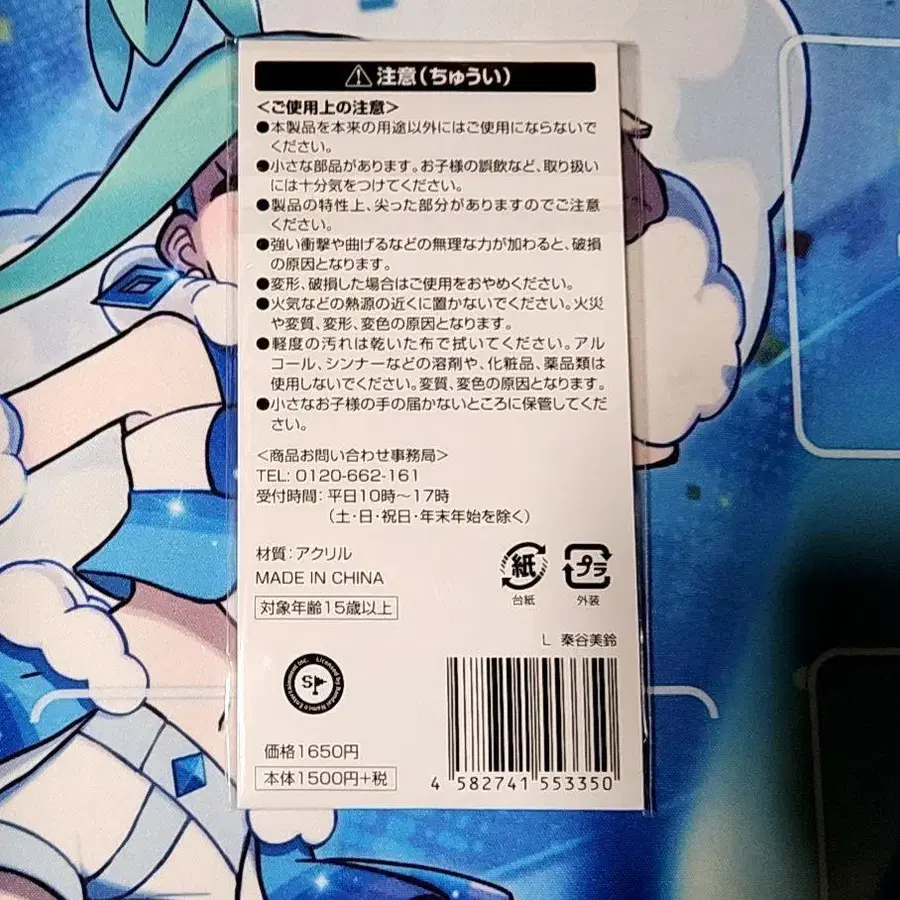 ⚠注意(ちゅうい)
<ご使用上の注意>
●本製品を本来の用途以外にはご使用にならないで
ください。
●小さな部品があります。お子様の誤飲など、取り扱い
には十分気をつけてください。
●製品の特性上、尖った部分がありますのでご注意
ください。
●強い衝撃や曲げるなどの無理な力が加わると、破損
の原因となります。
●変形、破損した場合はご使用をおやめください。
●火気などの熱源の近くに置かないでください。火災
や変質、変形、変色の原因となります。
●軽度の汚れは乾いた布で拭いてください。アル
コール、シンナーなどの溶剤や、化粧品、薬品類は
使用しないでください。変質、変色の原因となります。
●小さなお子様の手の届かないところに保管してくだ
さい。
<商品お問い合わせ事務局>
TEL: 0120-662-161
受付時間: 平日10時~17時
(土・日・祝日・年末年始を除く)
材質:アクリル
MADE IN CHINA
対象年齢15歳以上
紙
台紙
プラ
外装
L 秦谷美鈴
Licensed by Bandai Namco Entertainment Inc.
S
価格1650円
本体1500円+税
4 582741 553350